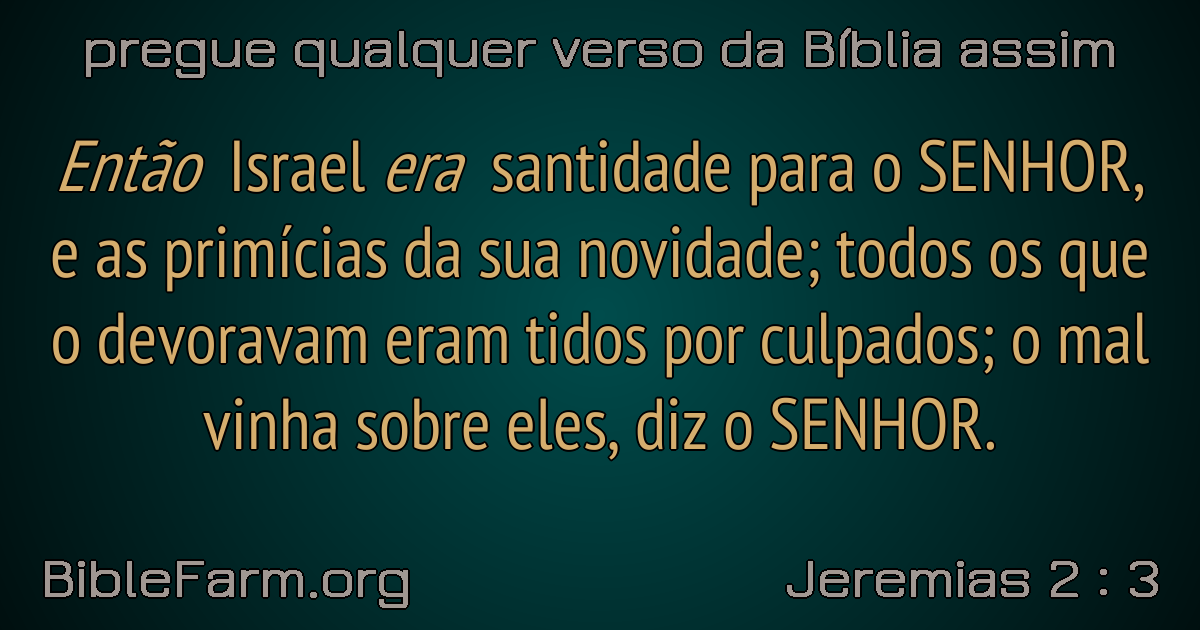 pregue qualquer verso da Bíblia assim
Então Israel era santidade para o SENHOR,
e as primícias da sua novidade; todos os que
o devoravam eram tidos por culpados; o mal
vinha sobre eles, diz o SENHOR.
BibleFarm.org
Jeremias 2 : 3